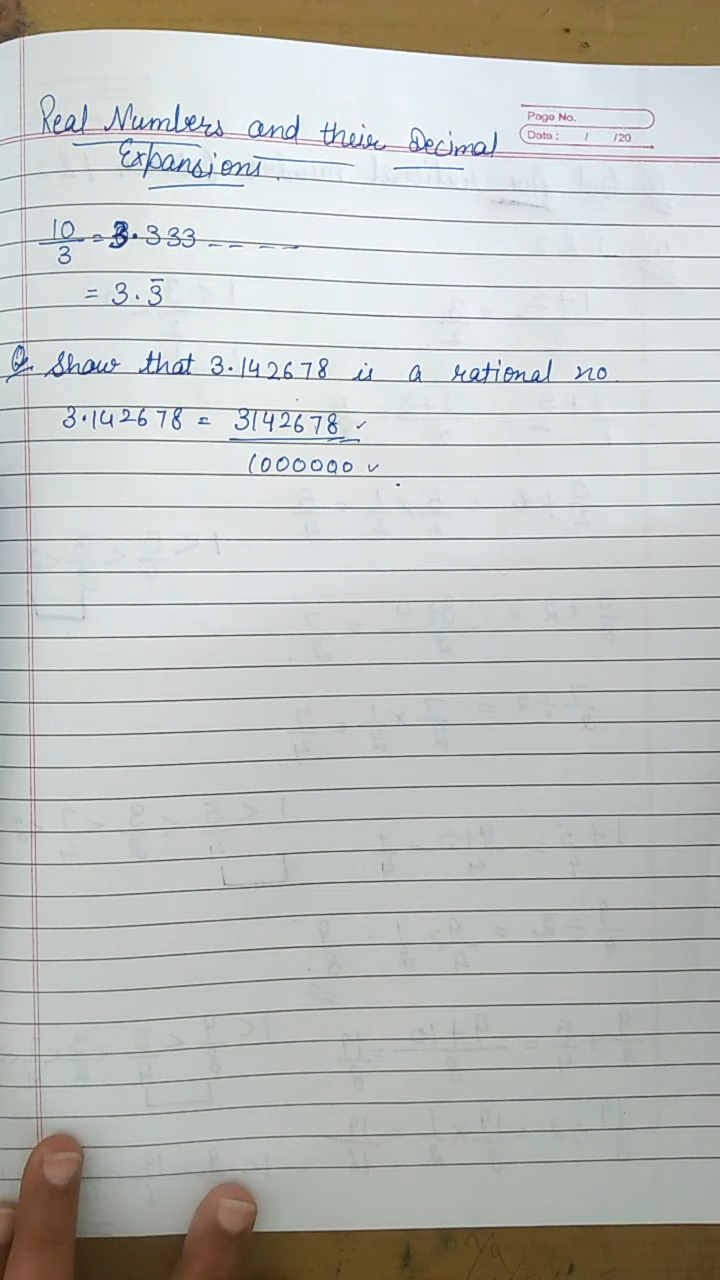 Real Numbers and their Decimal
Expansions.
Page No.
Date: / /20
10/3 = 3.333 -----
= 3.3̅
Q. Show that 3.142678 is a rational no.
3.142678 = 3142678 ✓
1000000 ✓.